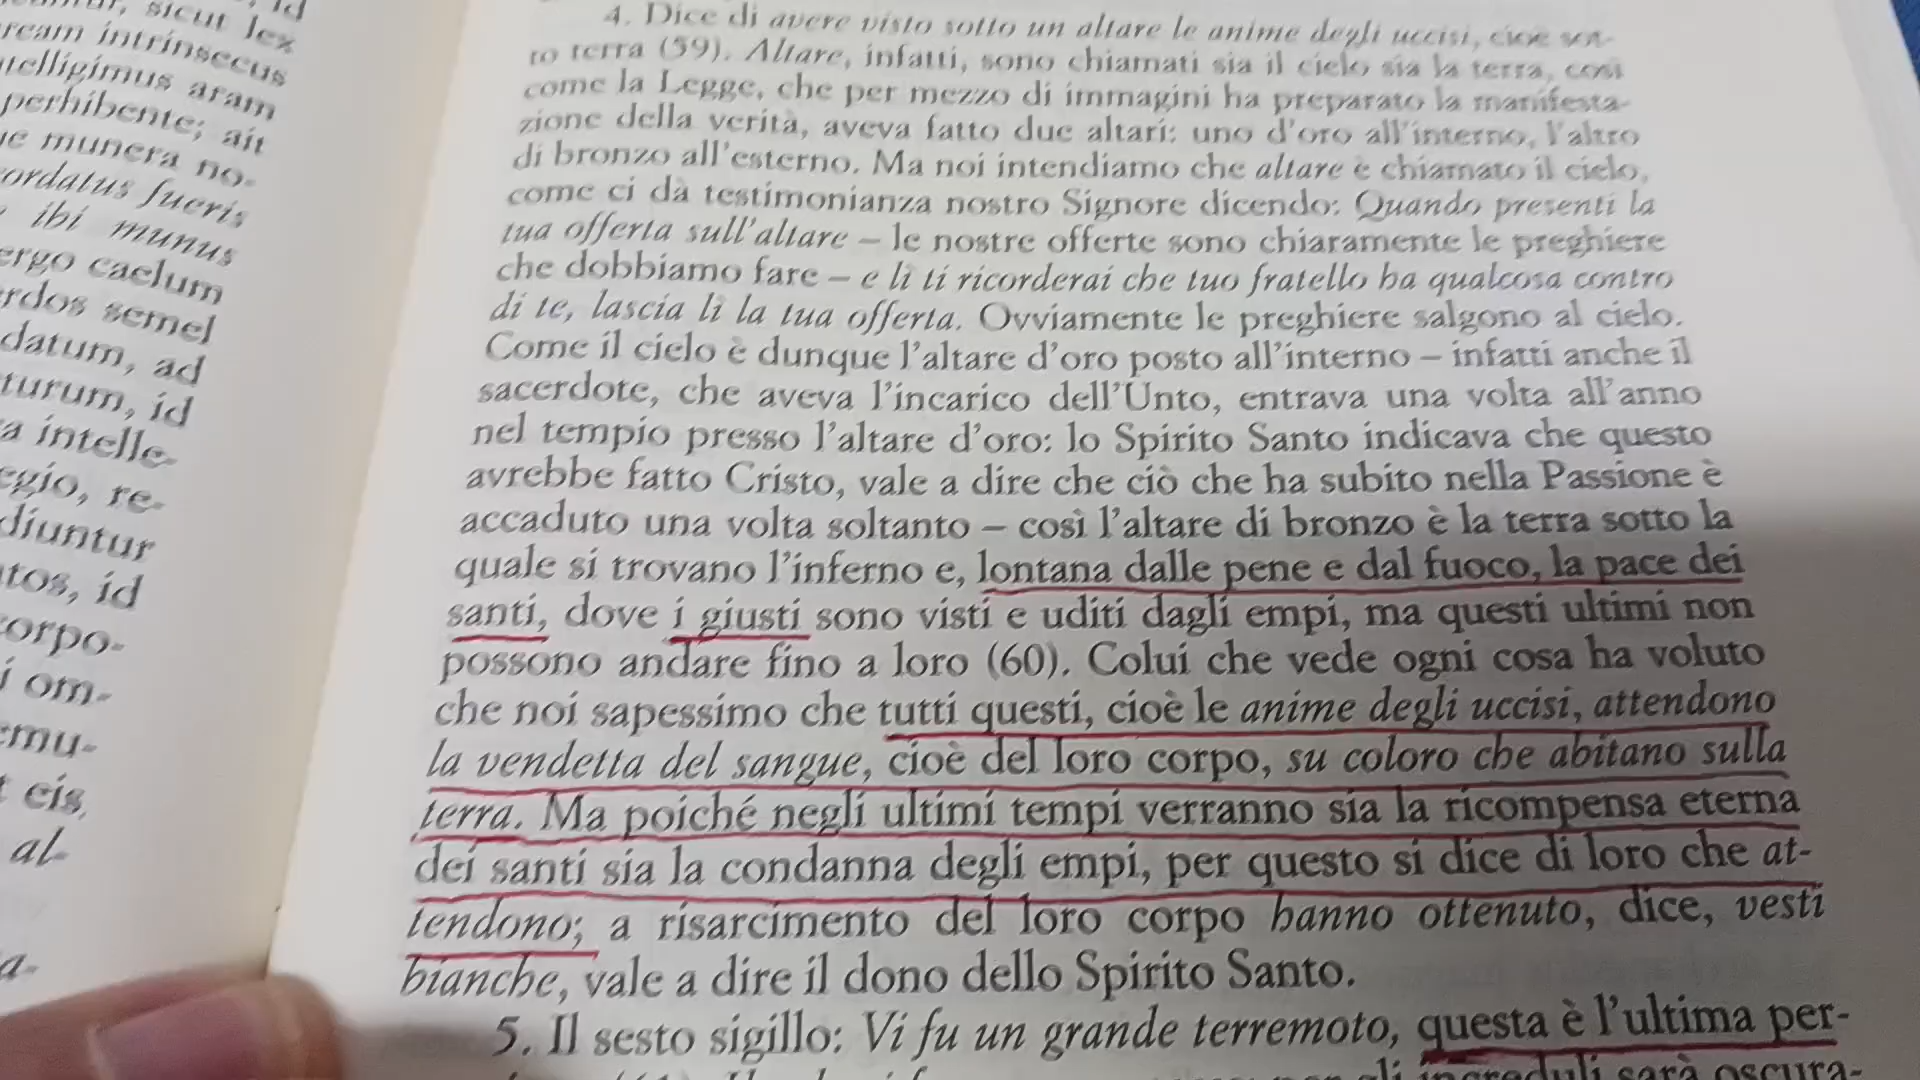 id
sicut lex
ream intrinsecus
telligimus aram
perhibente; ait
ue munera no-
cordatus fueris
ibi munus
ergo caelum
rdos semel
datum, ad
turum, id
a intelle-
egio, re-
diuntur
tos, id
corpo-
i om-
emu-
t eis,
al-
a-
4. Dice di avere visto sotto un altare le anime degli uccisi, cioè sot-
to terra (59). Altare, infatti, sono chiamati sia il cielo sia la terra, così
come la Legge, che per mezzo di immagini ha preparato la manifesta-
zione della verità, aveva fatto due altari: uno d'oro all'interno, l'altro
di bronzo all'esterno. Ma noi intendiamo che altare è chiamato il cielo,
come ci dà testimonianza nostro Signore dicendo: Quando presenti la
tua offerta sull'altare – le nostre offerte sono chiaramente le preghiere
che dobbiamo fare – e lì ti ricorderai che tuo fratello ha qualcosa contro
di te, lascia lì la tua offerta. Ovviamente le preghiere salgono al cielo.
Come il cielo è dunque l'altare d'oro posto all'interno – infatti anche il
sacerdote, che aveva l'incarico dell'Unto, entrava una volta all'anno
nel tempio presso l'altare d'oro: lo Spirito Santo indicava che questo
avrebbe fatto Cristo, vale a dire che ciò che ha subito nella Passione è
accaduto una volta soltanto – così l'altare di bronzo è la terra sotto la
quale si trovano l'inferno e, lontana dalle pene e dal fuoco, la pace dei
santi, dove i giusti sono visti e uditi dagli empi, ma questi ultimi non
possono andare fino a loro (60). Colui che vede ogni cosa ha voluto
che noi sapessimo che tutti questi, cioè le anime degli uccisi, attendono
la vendetta del sangue, cioè del loro corpo, su coloro che abitano sulla
terra. Ma poiché negli ultimi tempi verranno sia la ricompensa eterna
dei santi sia la condanna degli empi, per questo si dice di loro che at-
tendono; a risarcimento del loro corpo hanno ottenuto, dice, vesti
bianche, vale a dire il dono dello Spirito Santo.
5. Il sesto sigillo: Vi fu un grande terremoto, questa è l'ultima per-
gli increduli sarà oscura-